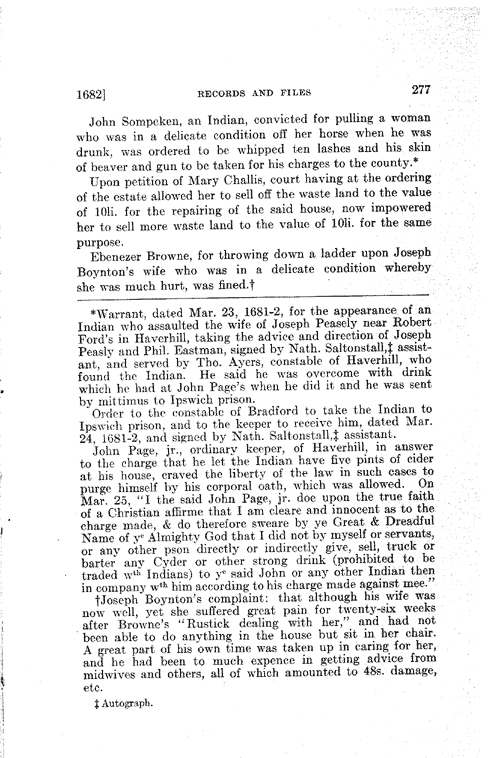 1682] RECORDS AND FILES 277
John Sompcken, an Indian, convicted for pulling a woman
who was in a delicate condition off her horse when he was
drunk, was ordered to be whipped ten lashes and his skin
of beaver and gun to be taken for his charges to the county.*
Upon petition of Mary Challis, court having at the ordering
of the estate allowed her to sell off the waste land to the value
of 10li. for the repairing of the said house, now impowered
her to sell more waste land to the value of 10li. for the same
purpose.
Ebenezer Browne, for throwing down a ladder upon Joseph
Boynton's wife who was in a delicate condition whereby
she was much hurt, was fined.†
*Warrant, dated Mar. 23, 1681-2, for the appearance of an
Indian who assaulted the wife of Joseph Peasely near Robert
Ford's in Haverhill, taking the advice and direction of Joseph
Peasly and Phil. Eastman, signed by Nath. Saltonstall,‡ assist-
ant, and served by Tho. Ayers, constable of Haverhill, who
found the Indian. He said he was overcome with drink
which he had at John Page's when he did it and he was sent
by mittimus to Ipswich prison.
Order to the constable of Bradford to take the Indian to
Ipswich prison, and to the keeper to receive him, dated Mar.
24, 1681-2, and signed by Nath. Saltonstall,‡ assistant.
John Page, jr., ordinary keeper, of Haverhill, in answer
to the charge that he let the Indian have five pints of cider
at his house, craved the liberty of the law in such cases to
purge himself by his corporal oath, which was allowed. On
Mar. 25, "I the said John Page, jr. doe upon the true faith
of a Christian affirme that I am cleare and innocent as to the
charge made, & do therefore sweare by ye Great & Dreadful
Name of yᵉ Almighty God that I did not by myself or servants,
or any other pson directly or indirectly give, sell, truck or
barter any Cyder or other strong drink (prohibited to be
traded wᵗʰ Indians) to yᵉ said John or any other Indian then
in company wᵗʰ him according to his charge made against mee."
†Joseph Boynton's complaint: that although his wife was
now well, yet she suffered great pain for twenty-six weeks
after Browne's "Rustick dealing with her," and had not
been able to do anything in the house but sit in her chair.
A great part of his own time was taken up in caring for her,
and he had been to much expence in getting advice from
midwives and others, all of which amounted to 48s. damage,
etc.
‡ Autograph.